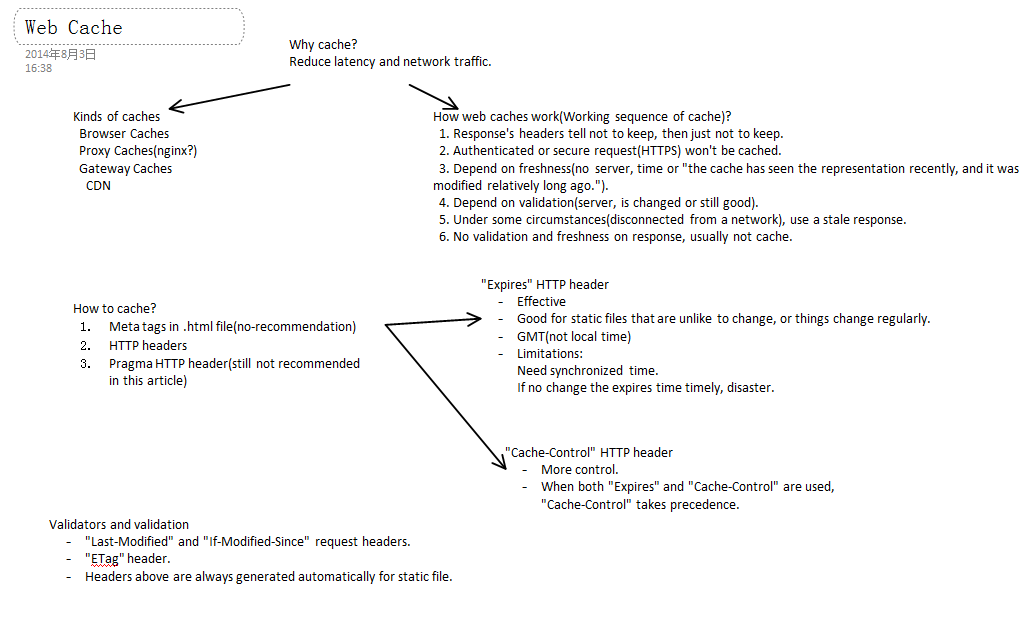 Web Cache
2014年8月3日
16:38
Why cache?
Reduce latency and network traffic.
Kinds of caches
Browser Caches
Proxy Caches(nginx?)
Gateway Caches
CDN
How web caches work(Working sequence of cache)?
1. Response's headers tell not to keep, then just not to keep.
2. Authenticated or secure request(HTTPS) won't be cached.
3. Depend on freshness(no server, time or "the cache has seen the representation recently, and it was
modified relatively long ago.").
4. Depend on validation(server, is changed or still good).
5. Under some circumstances(disconnected from a network), use a stale response.
6. No validation and freshness on response, usually not cache.
How to cache?
1. Meta tags in .html file(no-recommendation)
2. HTTP headers
3. Pragma HTTP header(still not recommended
in this article)
"Expires" HTTP header
- Effective
- Good for static files that are unlike to change, or things change regularly.
- GMT(not local time)
- Limitations:
Need synchronized time.
If no change the expires time timely, disaster.
"Cache-Control" HTTP header
- More control.
- When both "Expires" and "Cache-Control" are used,
"Cache-Control" takes precedence.
Validators and validation
- "Last-Modified" and "If-Modified-Since" request headers.
- "ETag" header.
- Headers above are always generated automatically for static file.